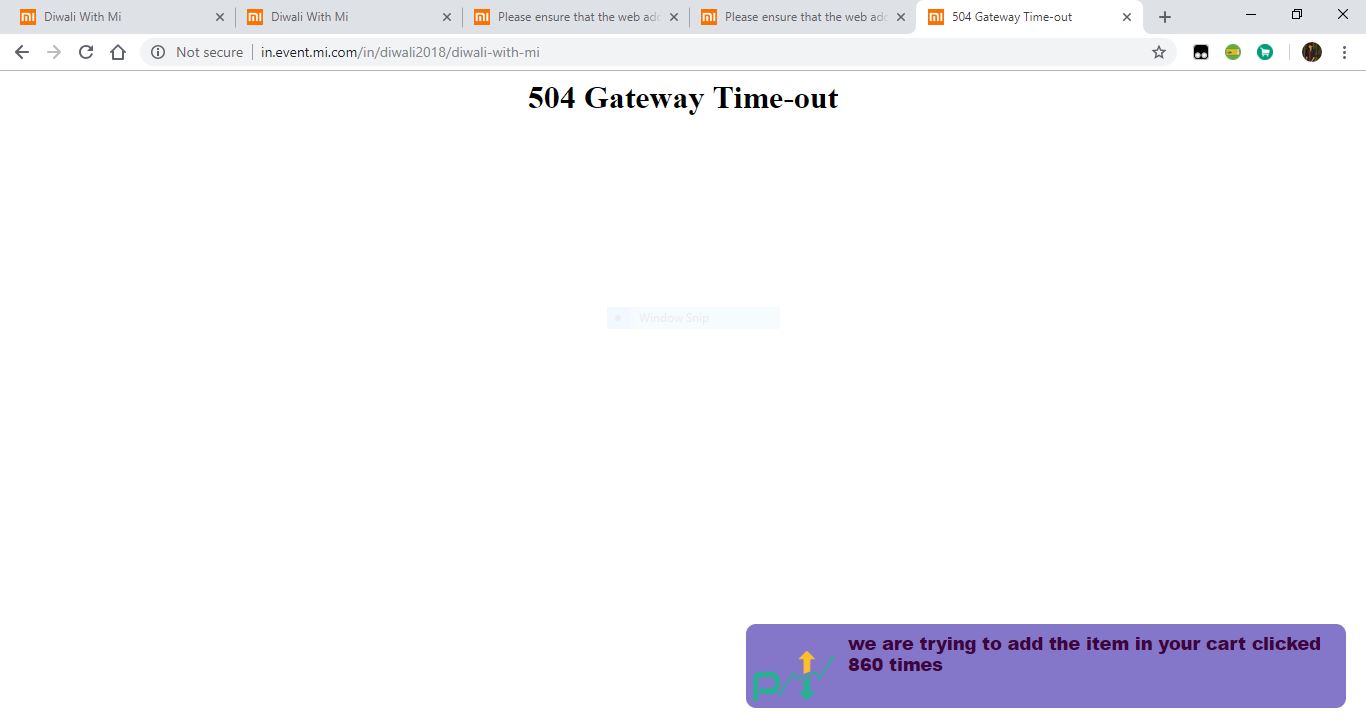 Diwali With Mi
Diwali With Mi
Please ensure that the web add
Please ensure that the web add
504 Gateway Time-out
Not secure
in.event.mi.com/in/diwali2018/diwali-with-mi
504 Gateway Time-out
Window Snip
we are trying to add the item in your cart clicked
860 times